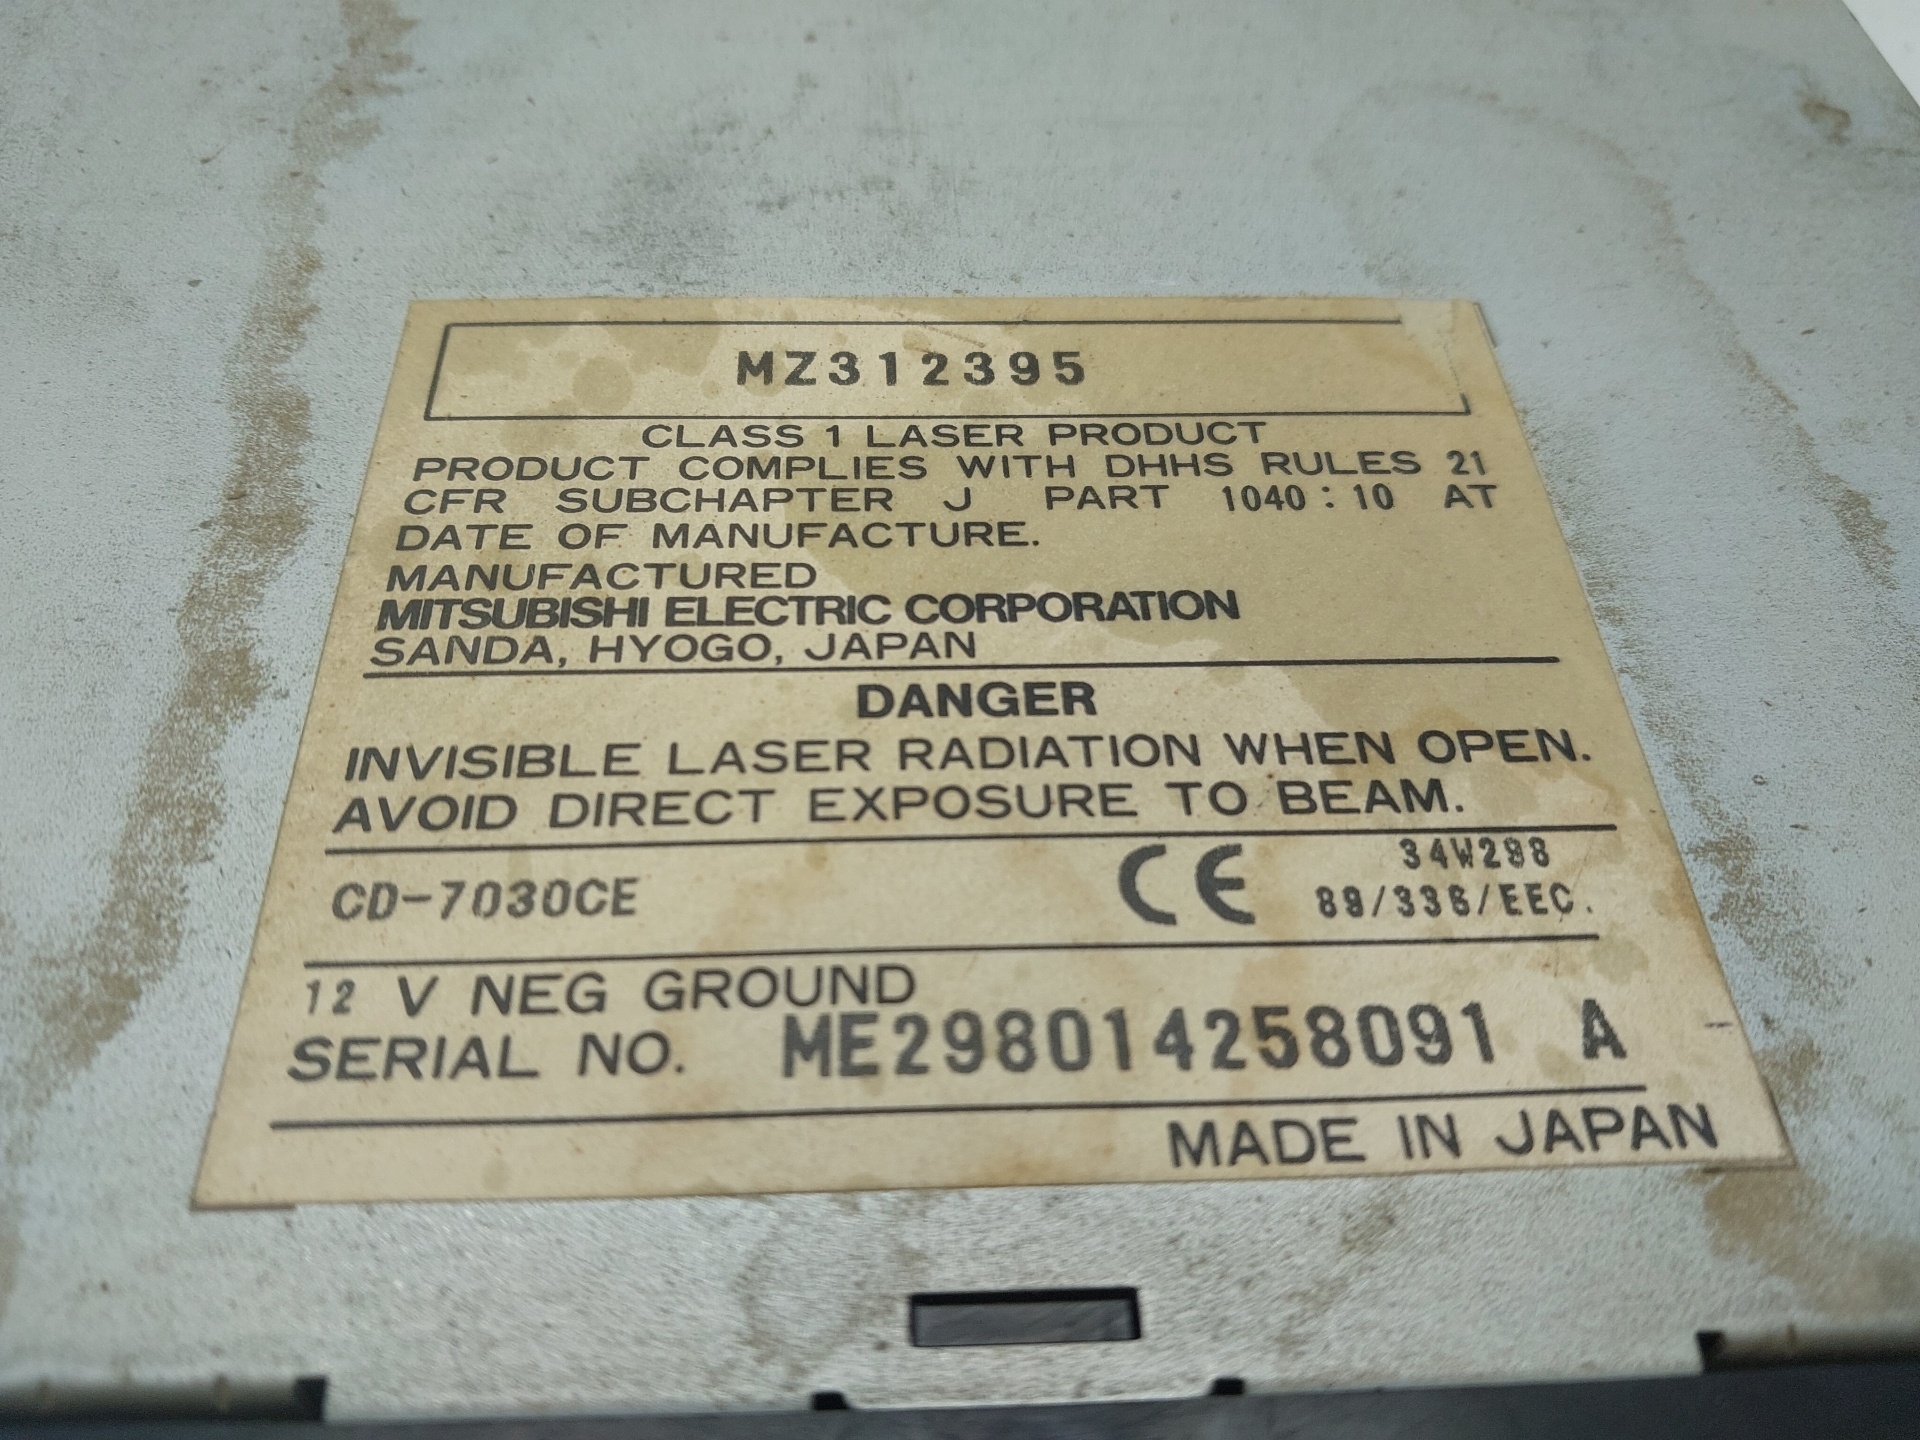 MZ312395
CLASS 1 LASER PRODUCT
PRODUCT COMPLIES WITH DHHS RULES 21
CFR SUBCHAPTER J PART 1040:10 AT
DATE OF MANUFACTURE.
MANUFACTURED
MITSUBISHI ELECTRIC CORPORATION
SANDA, HYOGO, JAPAN
DANGER
INVISIBLE LASER RADIATION WHEN OPEN.
AVOID DIRECT EXPOSURE TO BEAM.
CD-7030CE
CE
34W298
89/336/EEC.
12 V NEG GROUND
SERIAL NO. ME298014258091 A
MADE IN JAPAN